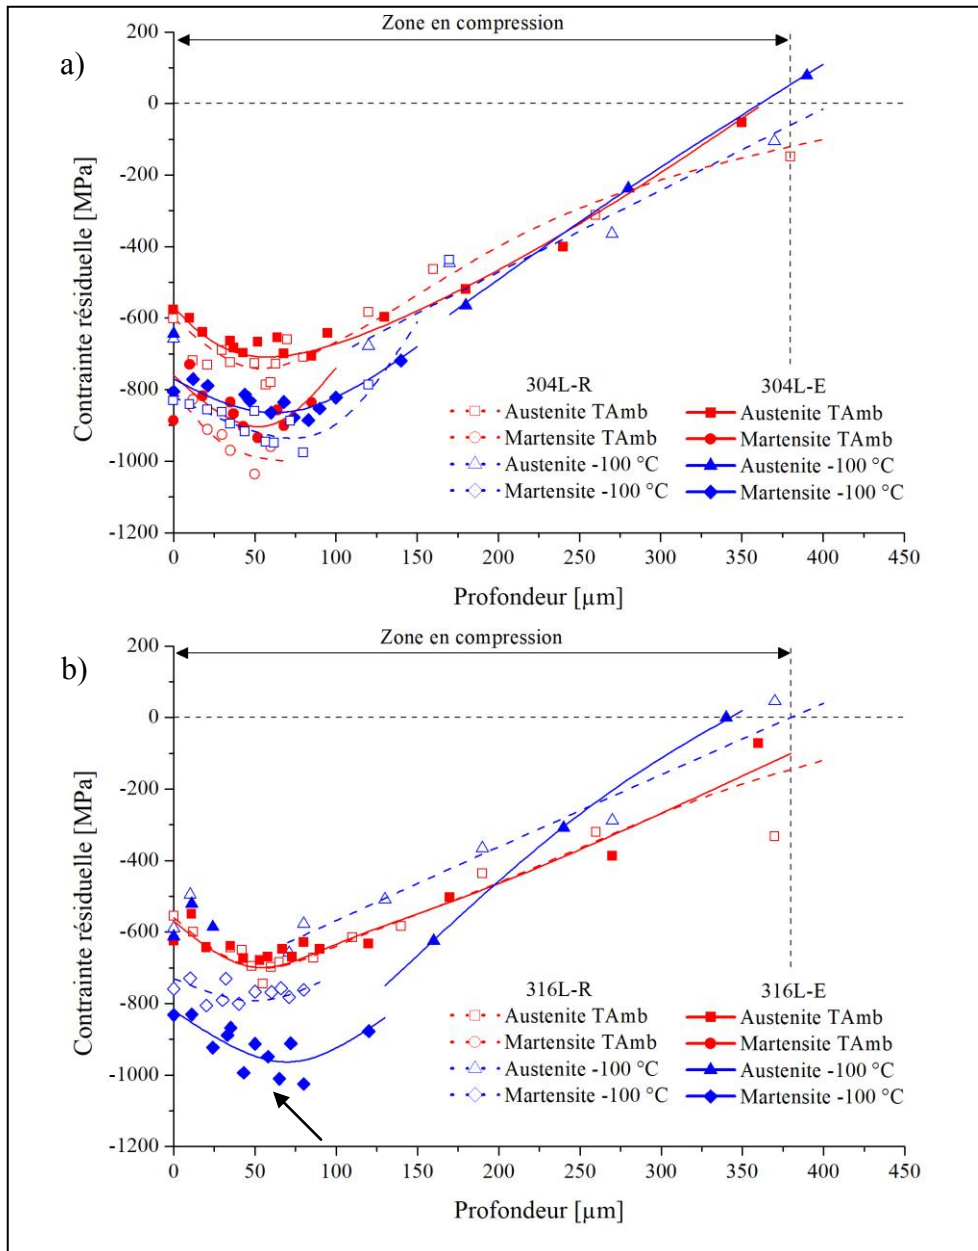 Zone en compression
a)
200
0
-200
-400
-600
-800
-1000
-1200
Contrainte résiduelle [MPa]
304L-R 304L-E
Austenite TAmb Austenite TAmb
Martensite TAmb Martensite TAmb
Austenite -100 °C Austenite -100 °C
Martensite -100 °C Martensite -100 °C
0 50 100 150 200 250 300 350 400 450
Profondeur [µm]
Zone en compression
b)
200
0
-200
-400
-600
-800
-1000
-1200
Contrainte résiduelle [MPa]
316L-R 316L-E
Austenite TAmb Austenite TAmb
Martensite TAmb Martensite TAmb
Austenite -100 °C Austenite -100 °C
Martensite -100 °C Martensite -100 °C
0 50 100 150 200 250 300 350 400 450
Profondeur [µm]